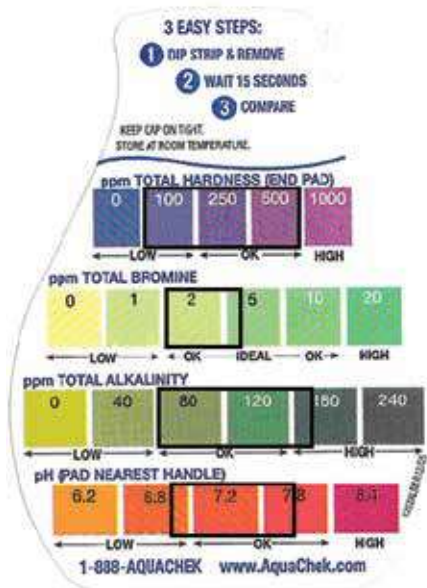 3 EASY STEPS:
1 DIP STRIP & REMOVE
2 WAIT 15 SECONDS
3 COMPARE
KEEP CAP ON TIGHT.
STORE AT ROOM TEMPERATURE.
ppm TOTAL HARDNESS (END PAD)
0 100 250 500 1000
LOW OK HIGH
ppm TOTAL BROMINE
0 1 2 5 10 20
LOW OK IDEAL OK HIGH
ppm TOTAL ALKALINITY
0 40 80 120 180 240
LOW OK HIGH
pH (PAD NEAREST HANDLE)
6.2 6.8 7.2 7.8 8.4
LOW OK HIGH
1-888-AQUACHEK www.AquaChek.com